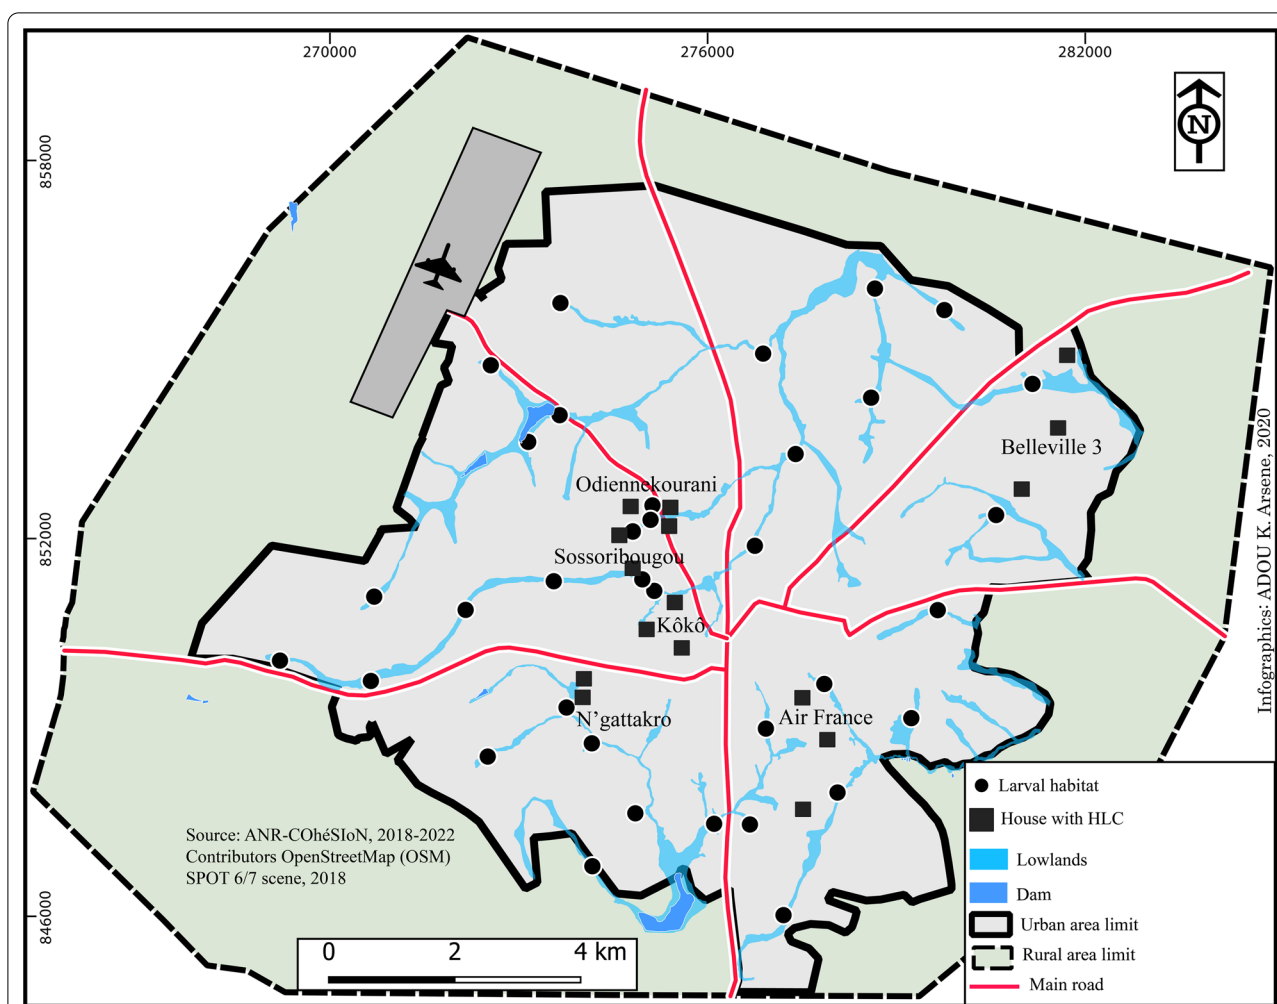 270000
276000
282000
N
858000
852000
846000
Belleville 3
Odiennekourani
Sossoribougou
Kôkô
N'gattakro
Air France
Infographics: ADOU K. Arsene, 2020
Source: ANR-COhéSIoN, 2018-2022
Contributors OpenStreetMap (OSM)
SPOT 6/7 scene, 2018
0 2 4 km
Larval habitat
House with HLC
Lowlands
Dam
Urban area limit
Rural area limit
Main road